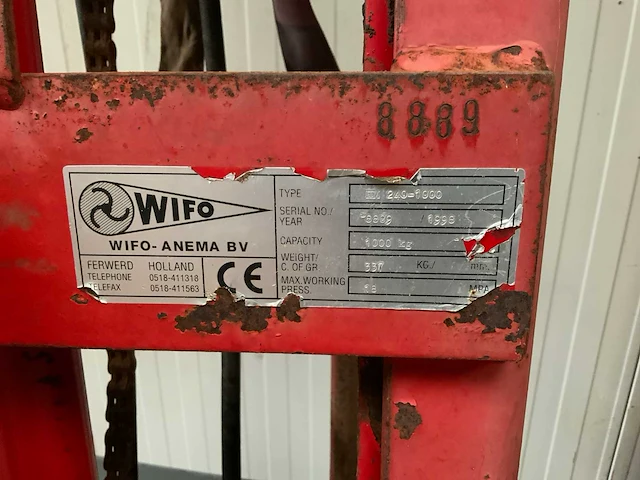 8889
WIFO
WIFO-ANEMA BV
FERWERD HOLLAND
TELEPHONE 0518-411318
TELEFAX 0518-411563
CE
TYPE 240-1000
SERIAL NO./YEAR / 1998
CAPACITY 1000 kg
WEIGHT/C. OF GR 337 KG./
MAX.WORKING PRESS. MPA